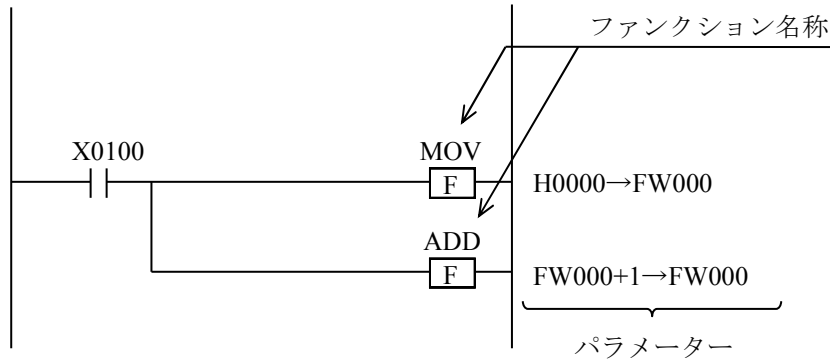 ファンクション名称
X0100
MOV
F
H0000→FW000
ADD
F
FW000+1→FW000
パラメーター